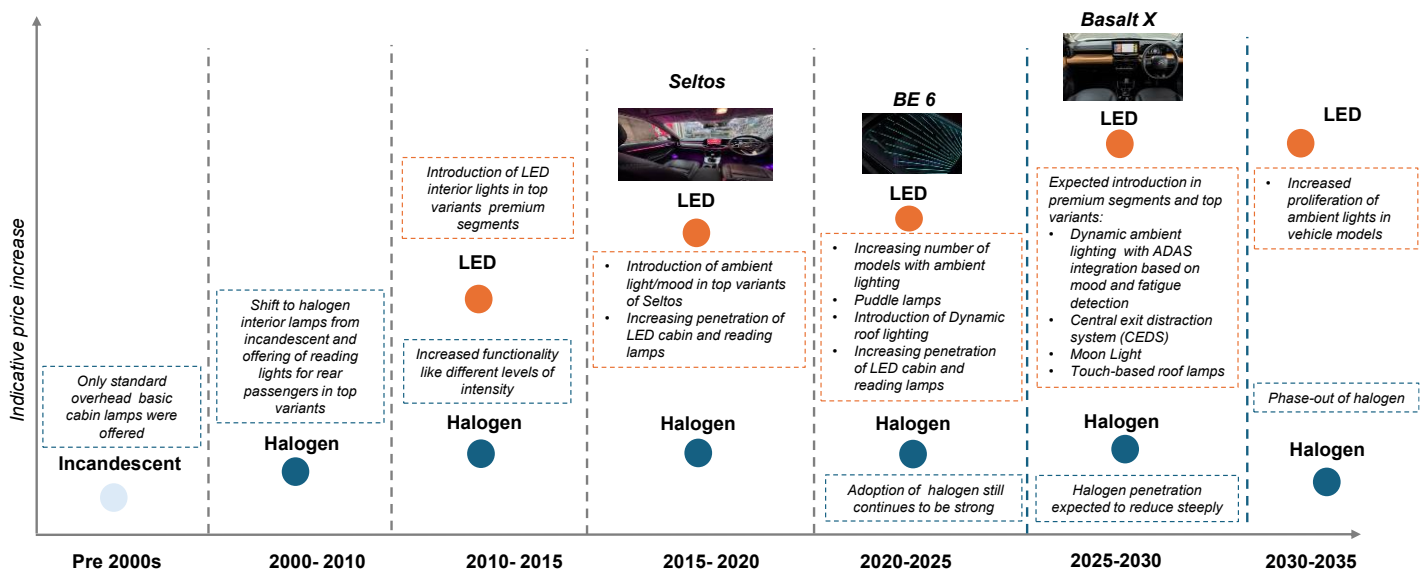 Indicative price increase
Only standard
overhead basic
cabin lamps were
offered
Incandescent
Shift to halogen
interior lamps from
incandescent and
offering of reading
lights for rear
passengers in top
variants
Halogen
Introduction of LED
interior lights in top
variants premium
segments
LED
Increased functionality
like different levels of
intensity
Halogen
Seltos
LED
• Introduction of ambient
light/mood in top variants
of Seltos
• Increasing penetration of
LED cabin and reading
lamps
Halogen
BE 6
LED
• Increasing number of
models with ambient
lighting
• Puddle lamps
• Introduction of Dynamic
roof lighting
• Increasing penetration
of LED cabin and
reading lamps
Halogen
Adoption of halogen still
continues to be strong
Basalt X
LED
Expected introduction in
premium segments and top
variants:
• Dynamic ambient
lighting with ADAS
integration based on
mood and fatigue
detection
• Central exit distraction
system (CEDS)
• Moon Light
• Touch-based roof lamps
Halogen
Halogen penetration
expected to reduce steeply
LED
• Increased
proliferation of
ambient lights in
vehicle models
Phase-out of halogen
Halogen
Pre 2000s
2000- 2010
2010- 2015
2015- 2020
2020-2025
2025-2030
2030-2035